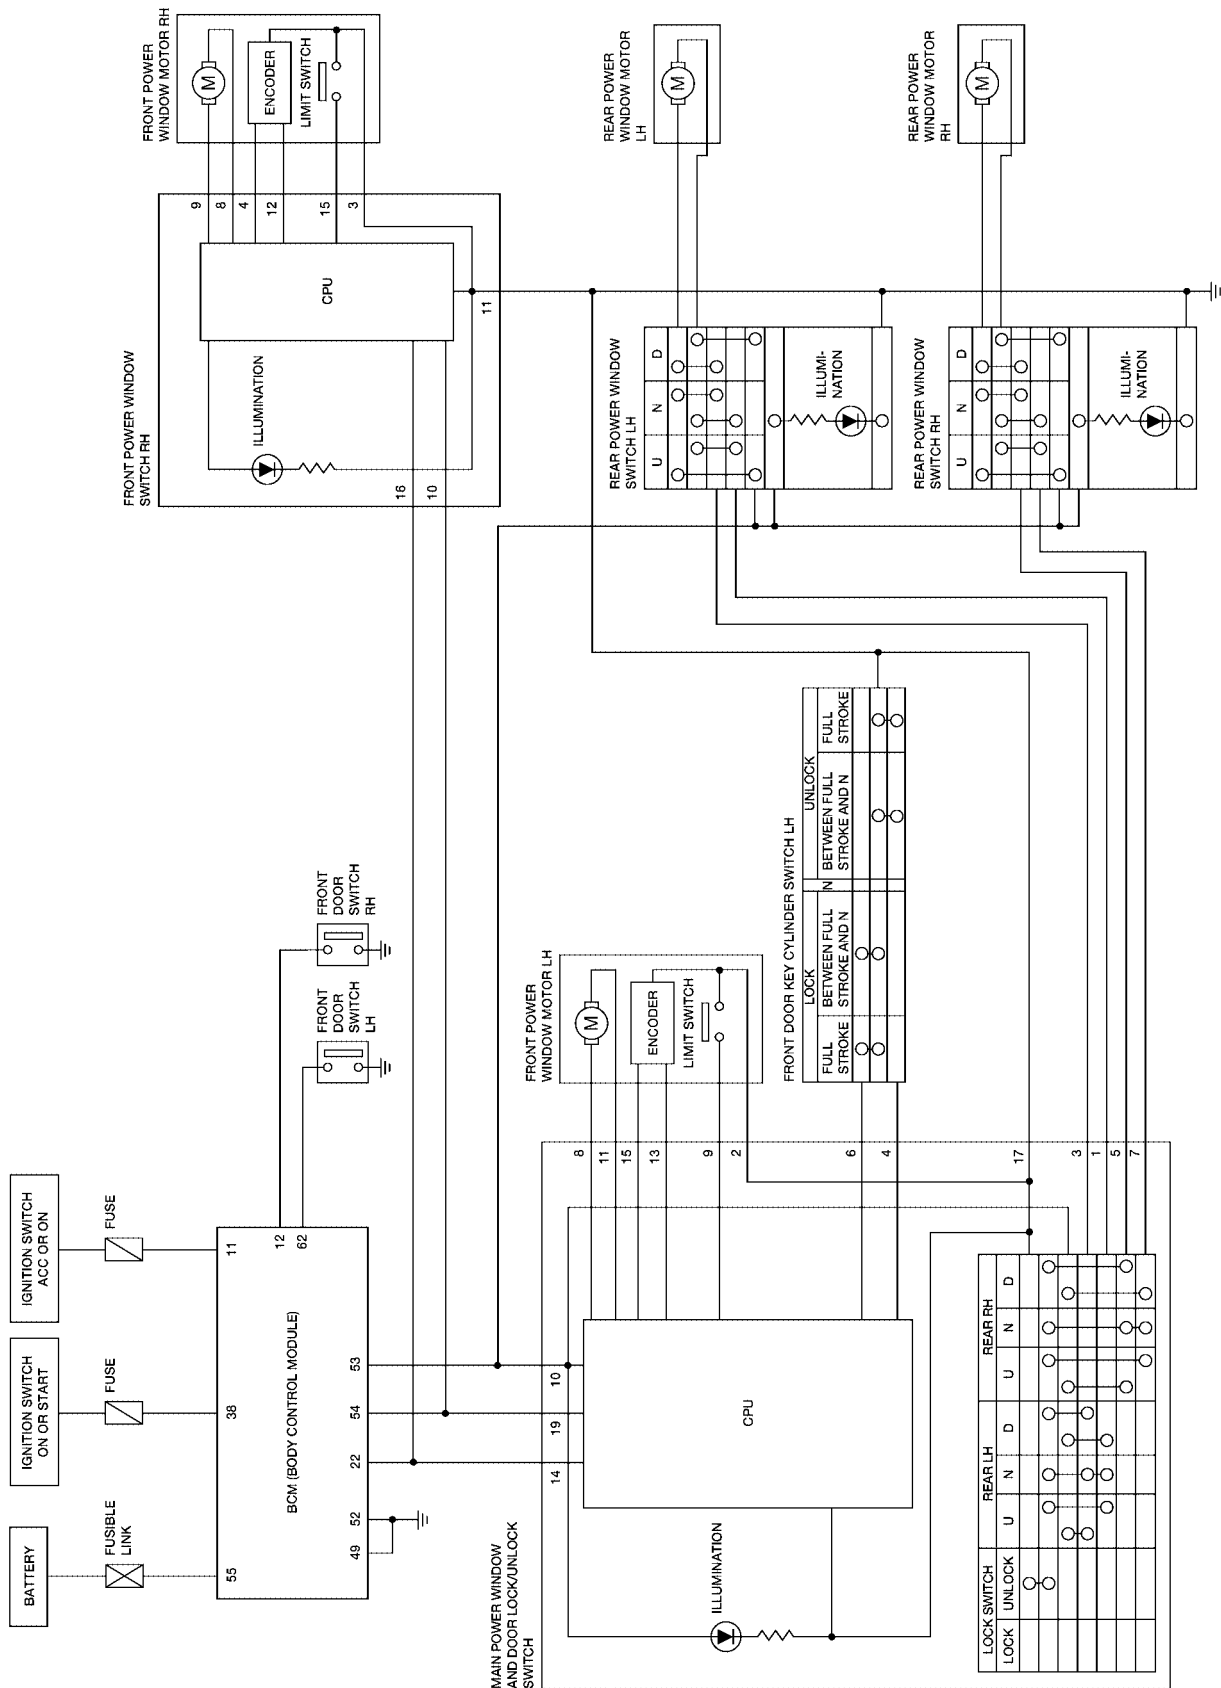 BATTERY
IGNITION SWITCH
ON OR START
IGNITION SWITCH
ACC OR ON
FUSIBLE
LINK
FUSE
FUSE
55
38
11
BCM (BODY CONTROL MODULE)
12
62
49
52
22
54
53
FRONT
DOOR
SWITCH
LH
FRONT
DOOR
SWITCH
RH
FRONT POWER WINDOW
SWITCH RH
ILLUMINATION
CPU
16
10
11
9
8
4
12
15
3
FRONT POWER
WINDOW MOTOR RH
M
ENCODER
LIMIT SWITCH
MAIN POWER WINDOW
AND DOOR LOCK/UNLOCK
SWITCH
14
19
10
CPU
ILLUMINATION
8
11
15
13
9
2
6
4
17
3
1
5
7
FRONT POWER
WINDOW MOTOR LH
M
ENCODER
LIMIT SWITCH
FRONT DOOR KEY CYLINDER SWITCH LH
LOCK
N
UNLOCK
FULL
STROKE
BETWEEN FULL
STROKE AND N
BETWEEN FULL
STROKE AND N
FULL
STROKE
LOCK SWITCH
REAR LH
REAR RH
LOCK
UNLOCK
U
N
D
U
N
D
REAR POWER WINDOW
SWITCH LH
U
N
D
ILLUMI-
NATION
REAR POWER
WINDOW MOTOR
LH
M
REAR POWER WINDOW
SWITCH RH
U
N
D
ILLUMI-
NATION
REAR POWER
WINDOW MOTOR
RH
M